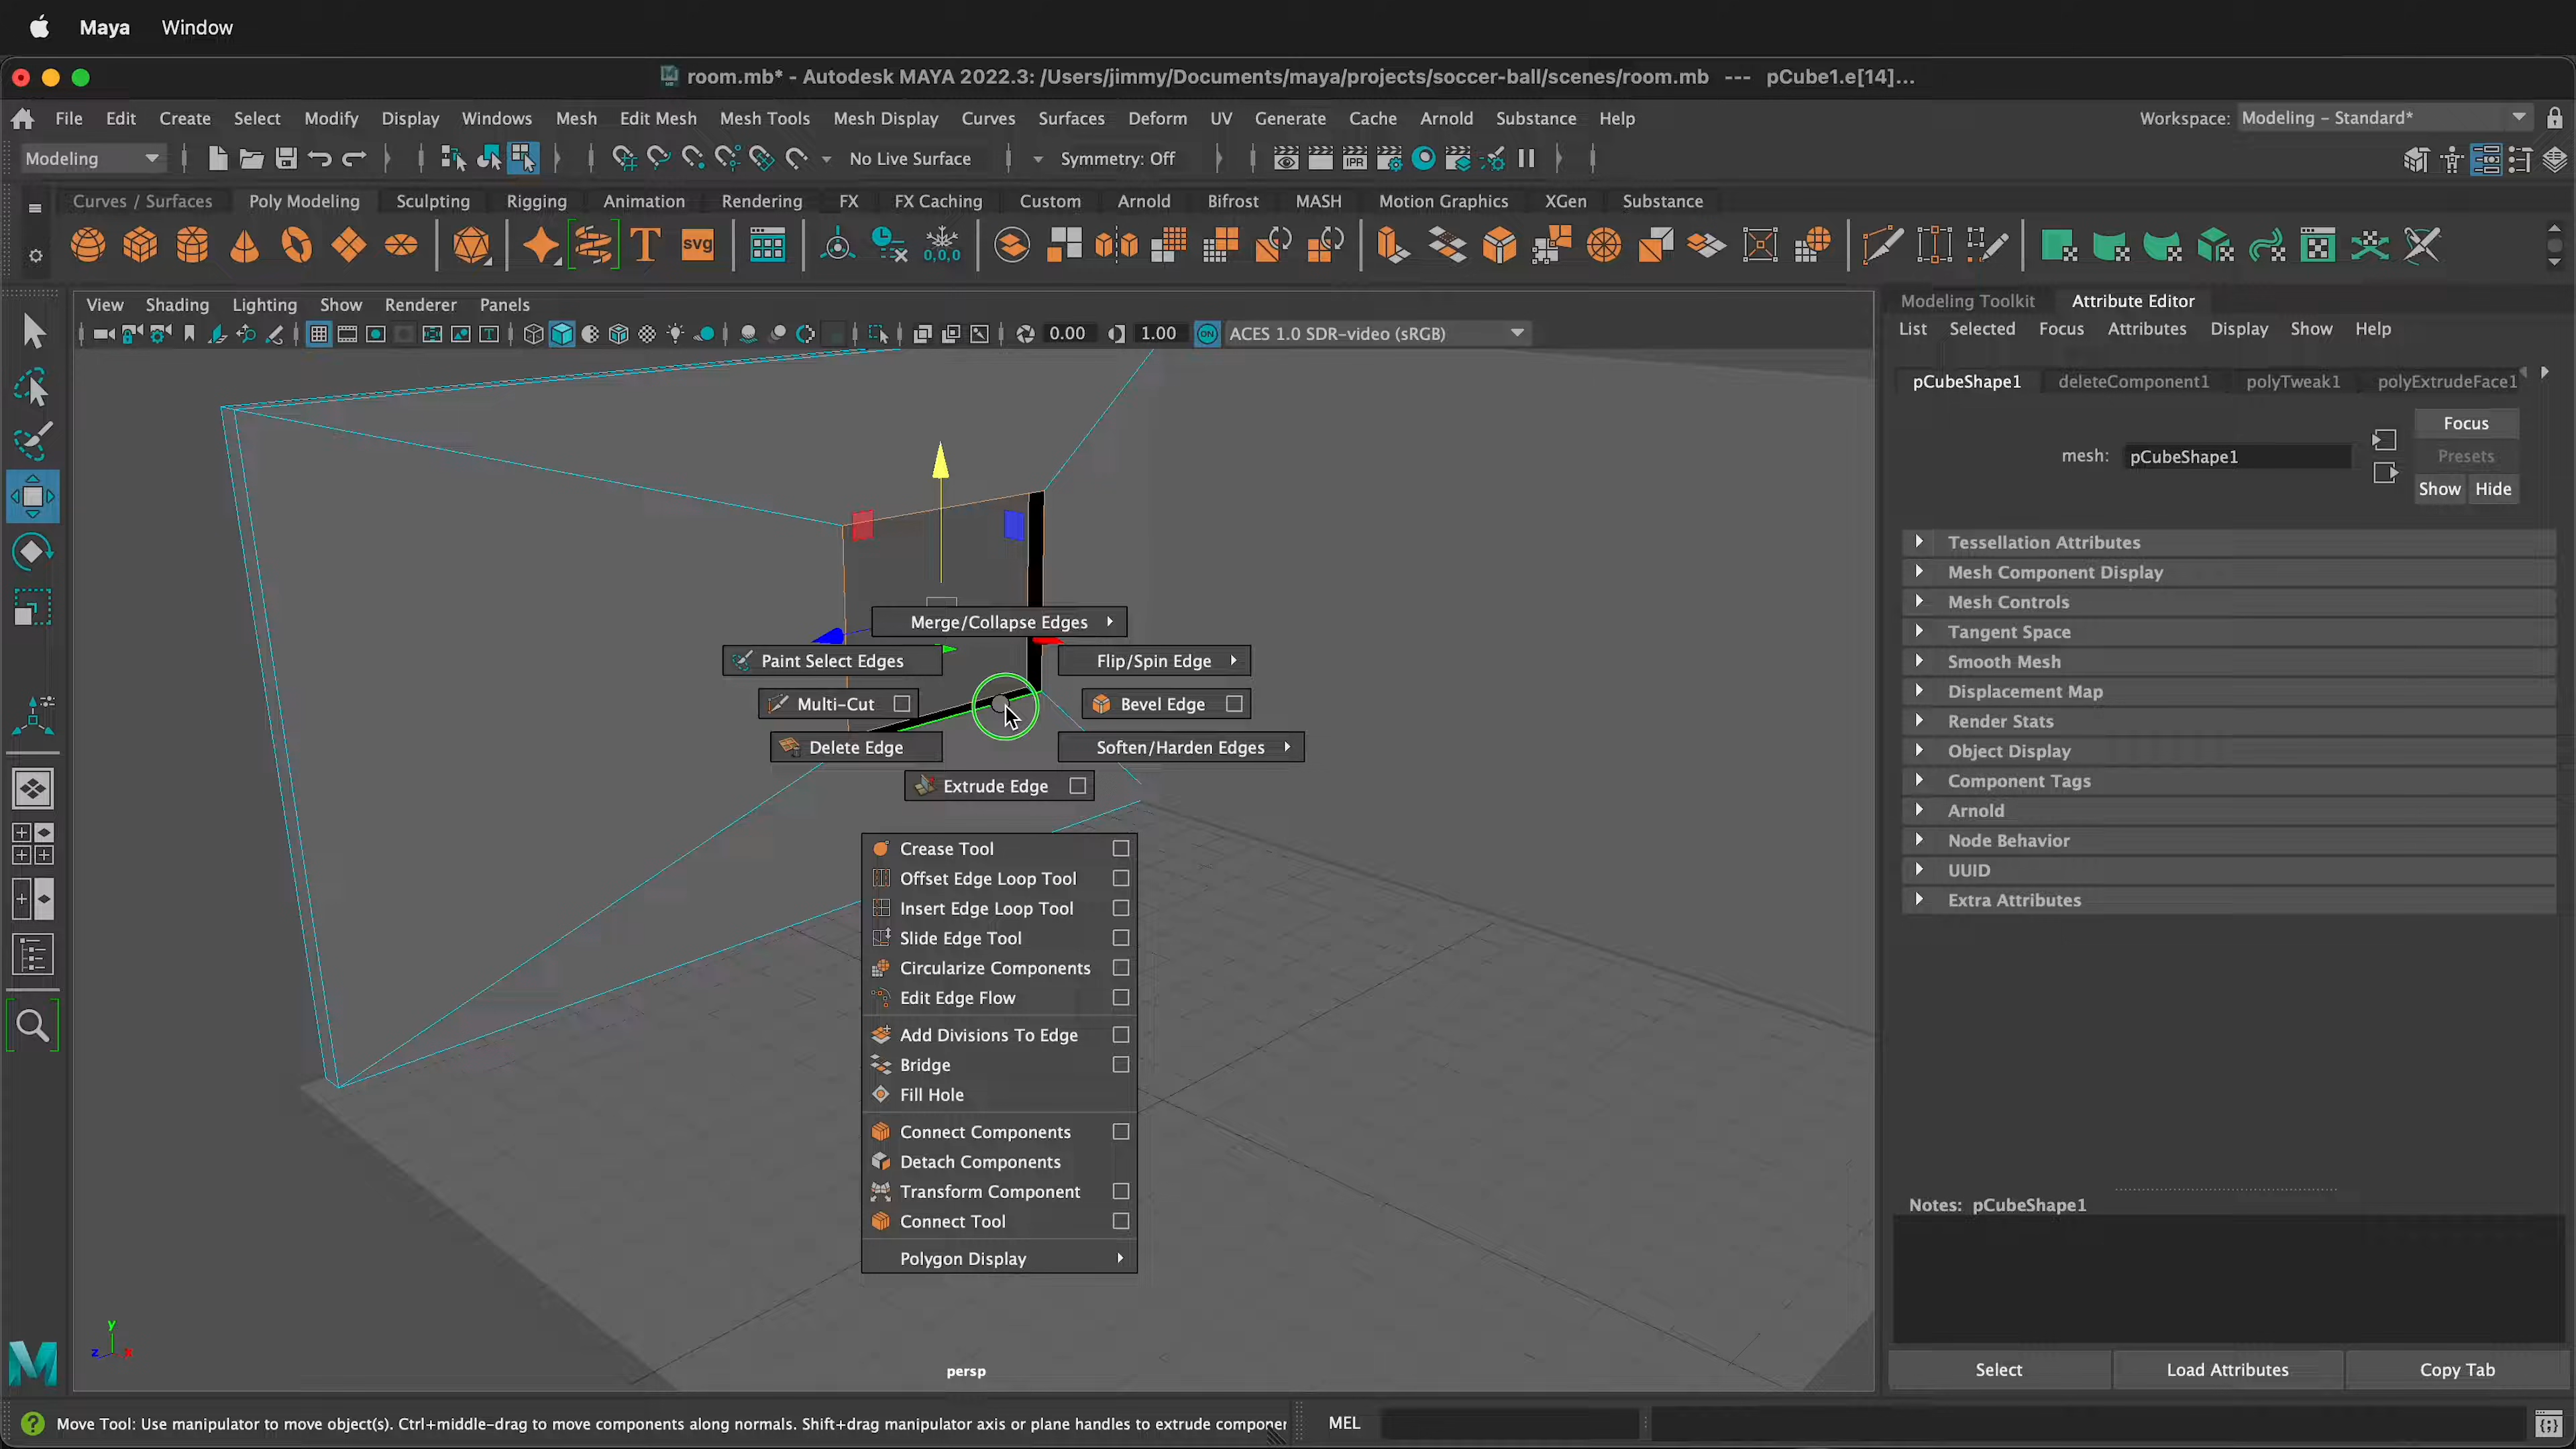 Maya Window
room.mb* - Autodesk MAYA 2022.3: /Users/jimmy/Documents/maya/projects/soccer-ball/scenes/room.mb --- pCube1.e[14]...
File Edit Create Select Modify Display Windows Mesh Edit Mesh Mesh Tools Mesh Display Curves Surfaces Deform UV Generate Cache Arnold Substance Help Workspace: Modeling - Standard*
Modeling No Live Surface Symmetry: Off IPR
Curves / Surfaces Poly Modeling Sculpting Rigging Animation Rendering FX FX Caching Custom Arnold Bifrost MASH Motion Graphics XGen Substance
T svg 0,0,0
View Shading Lighting Show Renderer Panels
0.00 1.00 ON ACES 1.0 SDR-video (sRGB)
Modeling Toolkit Attribute Editor
List Selected Focus Attributes Display Show Help
pCubeShape1 deleteComponent1 polyTweak1 polyExtrudeFace1
Focus
mesh: pCubeShape1
Presets
Show Hide
Tessellation Attributes
Mesh Component Display
Mesh Controls
Tangent Space
Smooth Mesh
Displacement Map
Render Stats
Object Display
Component Tags
Arnold
Node Behavior
UUID
Extra Attributes
Merge/Collapse Edges
Paint Select Edges Flip/Spin Edge
Multi-Cut Bevel Edge
Delete Edge Soften/Harden Edges
Extrude Edge
Crease Tool
Offset Edge Loop Tool
Insert Edge Loop Tool
Slide Edge Tool
Circularize Components
Edit Edge Flow
Add Divisions To Edge
Bridge
Fill Hole
Connect Components
Detach Components
Transform Component
Connect Tool
Polygon Display
Notes: pCubeShape1
y
z x
persp
Select Load Attributes Copy Tab
M
Move Tool: Use manipulator to move object(s). Ctrl+middle-drag to move components along normals. Shift+drag manipulator axis or plane handles to extrude componen
MEL